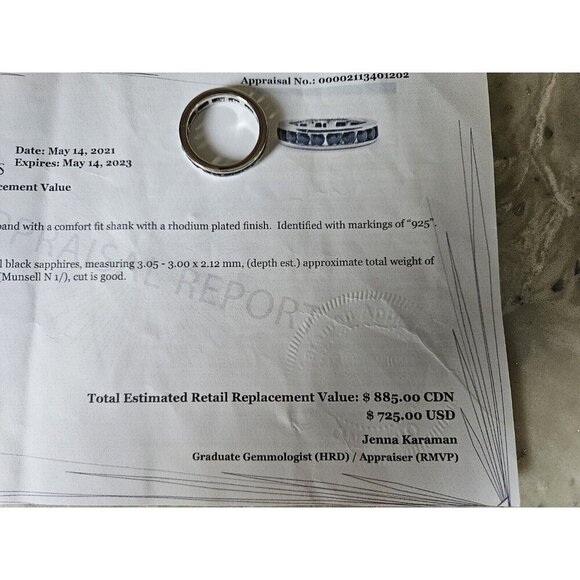 Appraisal No.: 00002113401202
Date: May 14, 2021
S Expires: May 14, 2023
cement Value
band with a comfort fit shank with a rhodium plated finish. Identified with markings of "925".
l black sapphires, measuring 3.05 - 3.00 x 2.12 mm, (depth est.) approximate total weight of
(Munsell N 1/), cut is good.
APPRAISAL REPORT
Total Estimated Retail Replacement Value: $ 885.00 CDN
$ 725.00 USD
Jenna Karaman
Graduate Gemmologist (HRD) / Appraiser (RMVP)